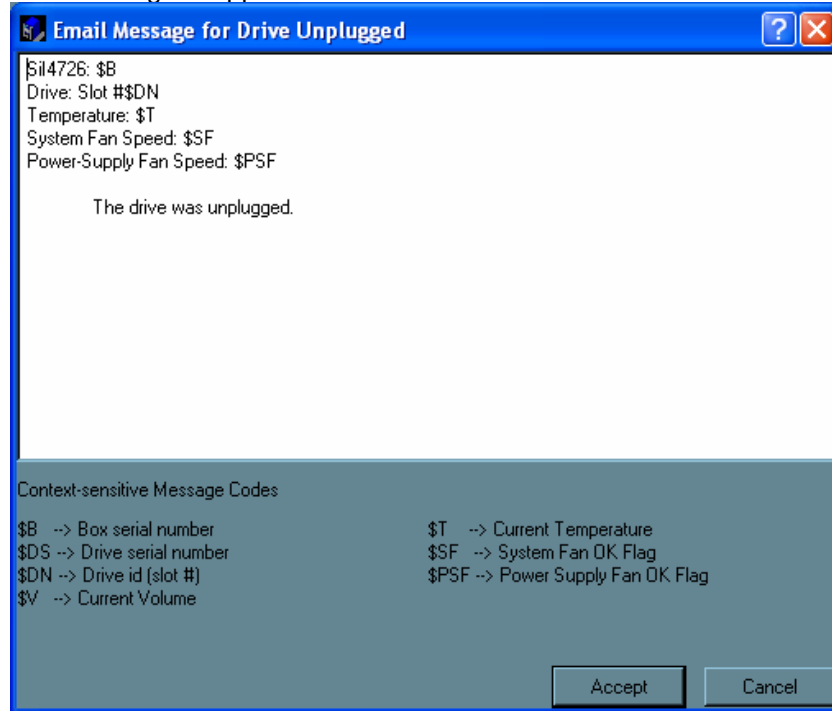 Email Message for Drive Unplugged
Sil4726: $B
Drive: Slot #$DN
Temperature: $T
System Fan Speed: $SF
Power-Supply Fan Speed: $PSF
The drive was unplugged.
Context-sensitive Message Codes
$B --> Box serial number
$DS --> Drive serial number
$DN --> Drive id (slot #)
$V --> Current Volume
$T --> Current Temperature
$SF --> System Fan OK Flag
$PSF --> Power Supply Fan OK Flag
Accept Cancel